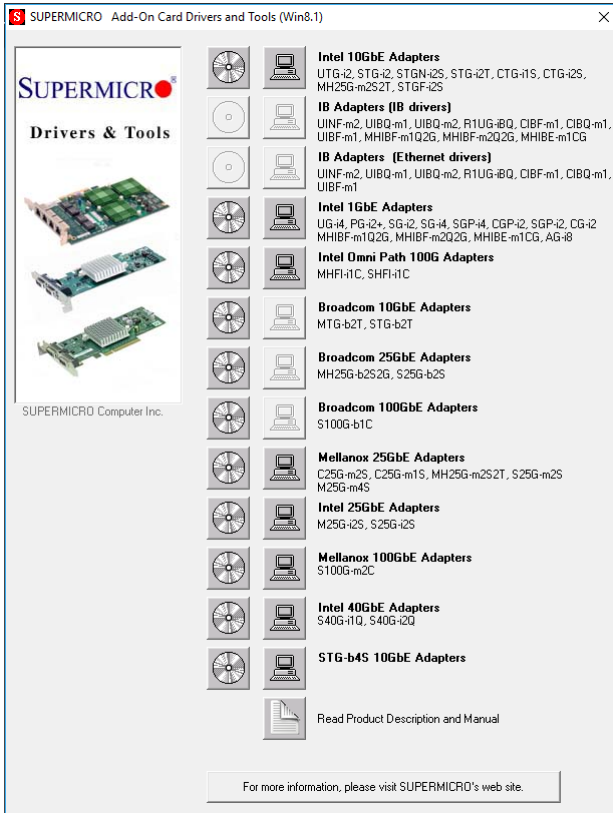 SUPERMICRO Add-On Card Drivers and Tools (Win8.1)
SUPERMICRO
Drivers & Tools
SUPERMICRO Computer Inc.
Intel 10GbE Adapters
UTG-i2, STG-i2, STGN-i2S, STG-i2T, CTG-i1S, CTG-i2S,
MH25G-m2S2T, STGF-i2S
IB Adapters (IB drivers)
UINF-m2, UIBQ-m1, UIBQ-m2, R1UG-iBQ, CIBF-m1, CIBQ-m1,
UIBF-m1, MHIBF-m1Q2G, MHIBF-m2Q2G, MHIBE-m1CG
IB Adapters (Ethernet drivers)
UINF-m2, UIBQ-m1, UIBQ-m2, R1UG-iBQ, CIBF-m1, CIBQ-m1,
UIBF-m1
Intel 1GbE Adapters
UG-i4, PG-i2+, SG-i2, SG-i4, SGP-i4, CGP-i2, SGP-i2, CG-i2
MHIBF-m1Q2G, MHIBF-m2Q2G, MHIBE-m1CG, AG-i8
Intel Omni Path 100G Adapters
MHFI-i1C, SHFI-i1C
Broadcom 10GbE Adapters
MTG-b2T, STG-b2T
Broadcom 25GbE Adapters
MH25G-b2S2G, S25G-b2S
Broadcom 100GbE Adapters
S100G-b1C
Mellanox 25GbE Adapters
C25G-m2S, C25G-m1S, MH25G-m2S2T, S25G-m2S
M25G-m4S
Intel 25GbE Adapters
M25G-i2S, S25G-i2S
Mellanox 100GbE Adapters
S100G-m2C
Intel 40GbE Adapters
S40G-i1Q, S40G-i2Q
STG-b4S 10GbE Adapters
Read Product Description and Manual
For more information, please visit SUPERMICRO's web site.